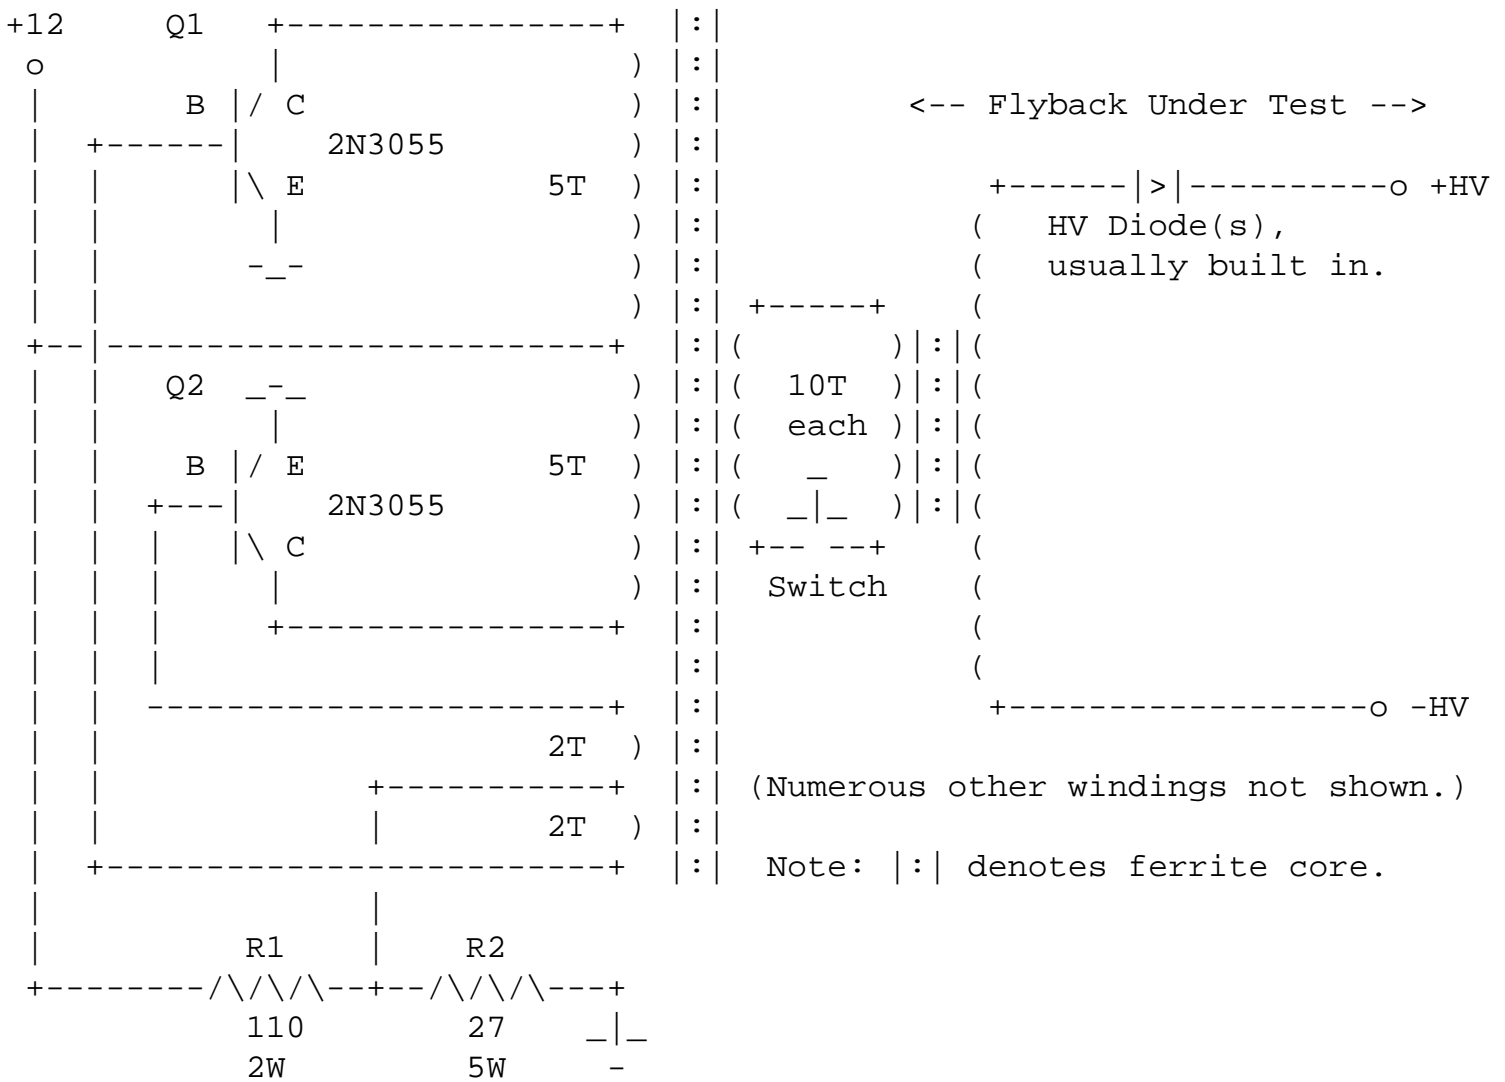 +12 Q1 +----------------+ |:|
o | ) |:|
| B |/ C ) |:| <-- Flyback Under Test -->
| +------| 2N3055 ) |:|
| | |\ E 5T ) |:| +------|>|----------o +HV
| | | ) |:| ( HV Diode(s),
| | -_- ) |:| ( usually built in.
| | ) |:| +-----+ (
+--|--------------------------+ |:|( )|:|(
| | Q2 _-_ ) |:|( 10T )|:|(
| | | ) |:|( each )|:|(
| | B |/ E 5T ) |:|( _ )|:|(
| | +---| 2N3055 ) |:|( _|_ )|:|(
| | | |\ C ) |:| +-- --+ (
| | | | ) |:| Switch (
| | | +----------------+ |:| (
| | | |:| (
| | -----------------------+ |:| +------------------o -HV
| | 2T ) |:|
| | +-----------+ |:| (Numerous other windings not shown.)
| | | 2T ) |:|
| +--------------------------+ |:| Note: |:| denotes ferrite core.
| |
| R1 | R2
+--------/\/\/\--+--/\/\/\---+
110 27 _|_
2W 5W -